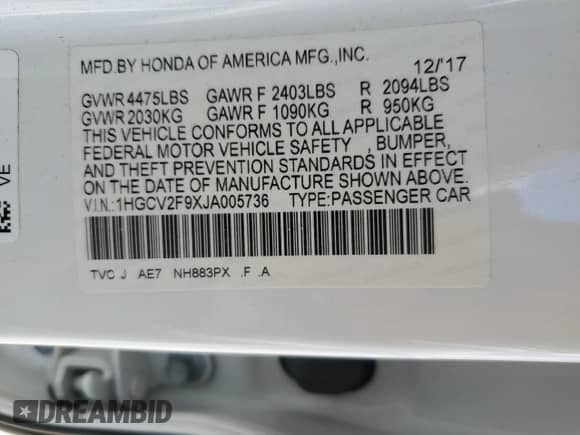 MFD.BY HONDA OF AMERICA MFG.,INC.
12/'17
GVWR 4475LBS GAWR F 2403LBS R 2094LBS
GVWR 2030KG GAWR F 1090KG R 950KG
THIS VEHICLE CONFORMS TO ALL APPLICABLE
FEDERAL MOTOR VEHICLE SAFETY , BUMPER,
AND THEFT PREVENTION STANDARDS IN EFFECT
ON THE DATE OF MANUFACTURE SHOWN ABOVE.
V.I.N.:1HGCV2F9XJA005736 TYPE:PASSENGER CAR
TVC J AE7 NH883PX .F .A
VE
DREAMBID